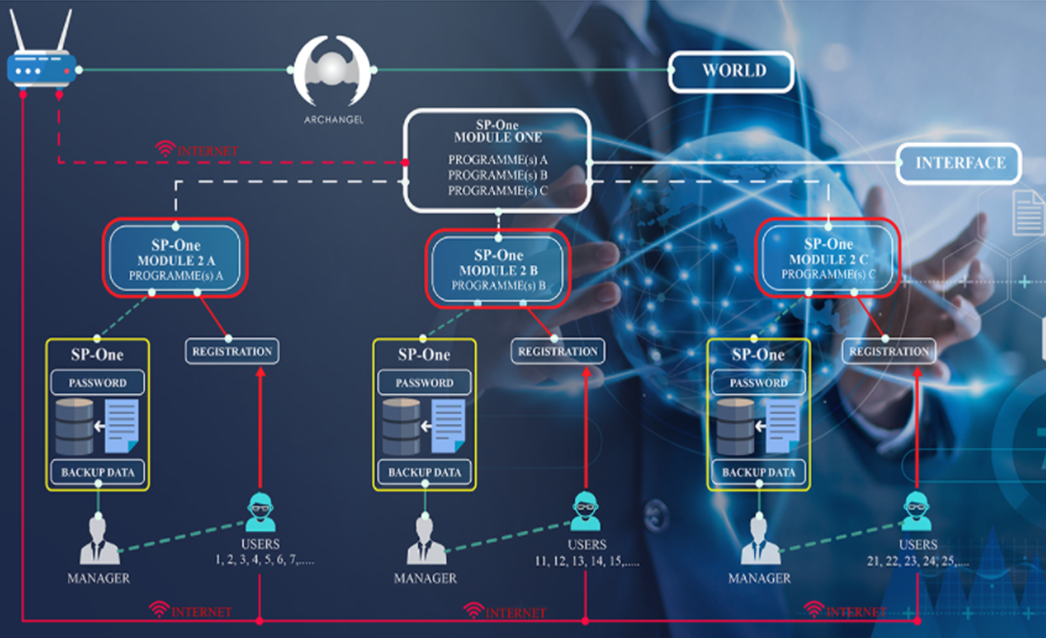 WORLD
ARCHANGEL
SP-One
MODULE ONE
PROGRAMME(s) A
PROGRAMME(s) B
PROGRAMME(s) C
INTERNET
INTERFACE
SP-One
MODULE 2 A
PROGRAMME(s) A
SP-One
MODULE 2 B
PROGRAMME(s) B
SP-One
MODULE 2 C
PROGRAMME(s) C
SP-One
REGISTRATION
SP-One
REGISTRATION
SP-One
REGISTRATION
PASSWORD
PASSWORD
PASSWORD
BACKUP DATA
BACKUP DATA
BACKUP DATA
USERS
1, 2, 3, 4, 5, 6, 7,.....
USERS
11, 12, 13, 14, 15,.....
USERS
21, 22, 23, 24, 25,....
MANAGER
MANAGER
MANAGER
INTERNET
INTERNET
INTERNET